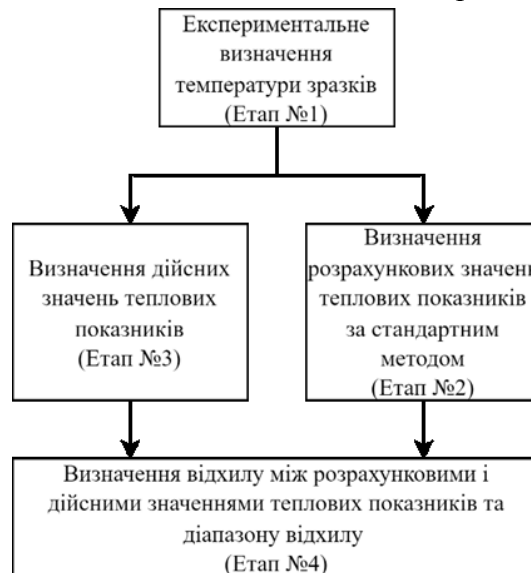 Експериментальне
визначення
температури зразків
(Етап №1)
Визначення дійсних
значень теплових
показників
(Етап №3)
Визначення
розрахункових значень
теплових показників
за стандартним
методом
(Етап №2)
Визначення відхилу між розрахунковими і
дійсними значеннями теплових показників та
діапазону відхилу
(Етап №4)